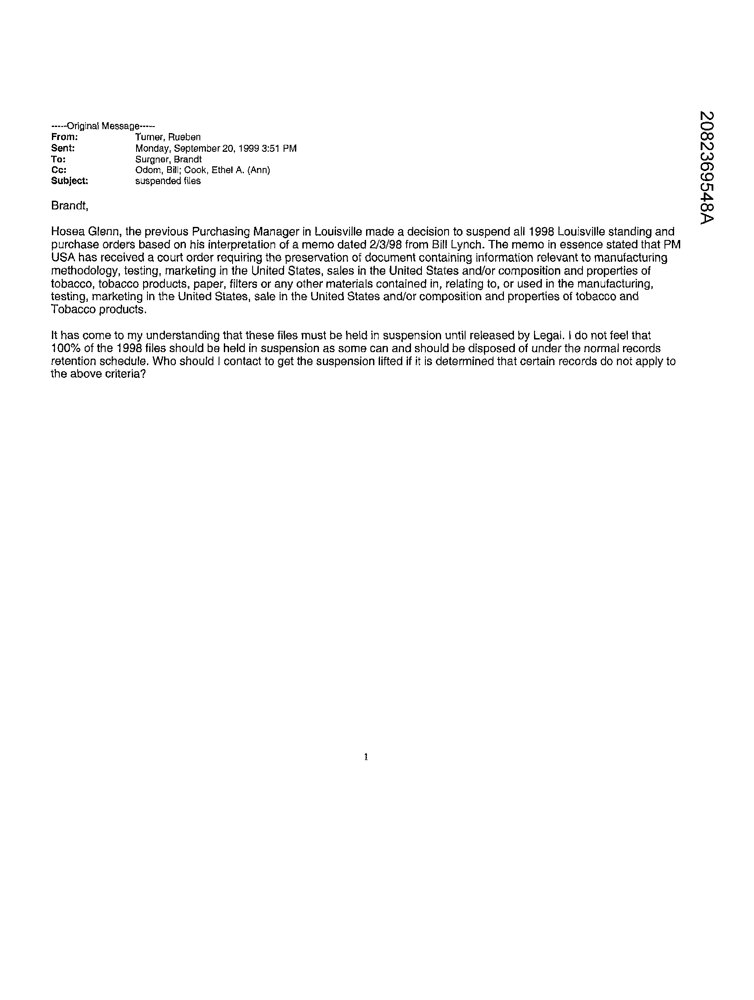 -----Original Message-----
From: Turner, Rueben
Sent: Monday, September 20, 1999 3:51 PM
To: Surgner, Brandt
Cc: Odom, Bill; Cook, Ethel A. (Ann)
Subject: suspended files
Brandt,
Hosea Glenn, the previous Purchasing Manager in Louisville made a decision to suspend all 1998 Louisville standing and
purchase orders based on his interpretation of a memo dated 2/3/98 from Bill Lynch. The memo in essence stated that PM
USA has received a court order requiring the preservation of document containing information relevant to manufacturing
methodology, testing, marketing in the United States, sales in the United States and/or composition and properties of
tobacco, tobacco products, paper, filters or any other materials contained in, relating to, or used in the manufacturing,
testing, marketing in the United States, sale in the United States and/or composition and properties of tobacco and
Tobacco products.
It has come to my understanding that these files must be held in suspension until released by Legal. I do not feel that
100% of the 1998 files should be held in suspension as some can and should be disposed of under the normal records
retention schedule. Who should I contact to get the suspension lifted if it is determined that certain records do not apply to
the above criteria?
1
2082369548A